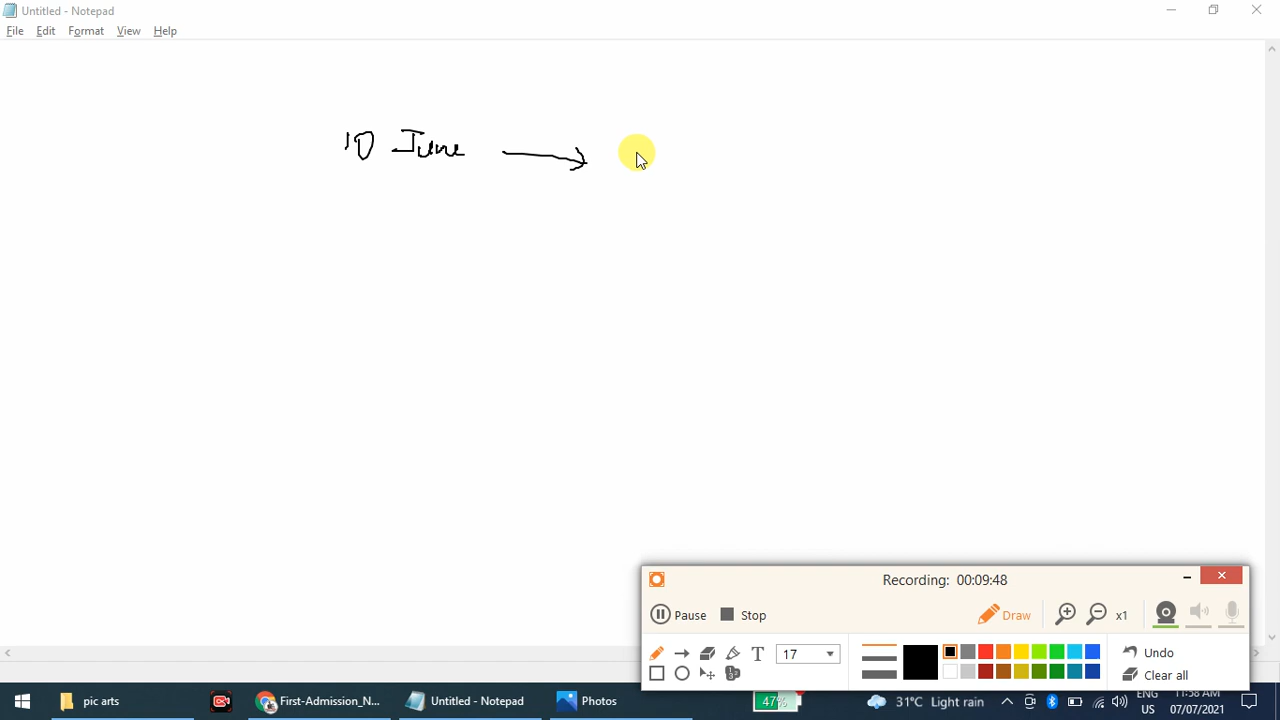 Untitled - Notepad
File Edit Format View Help
10 June
Recording: 00:09:48
Pause Stop Draw x1
T 17 Undo
Clear all
pic arts First-Admission_N... Untitled - Notepad Photos 47% 31°C Light rain ENG 11:58 AM
US 07/07/2021